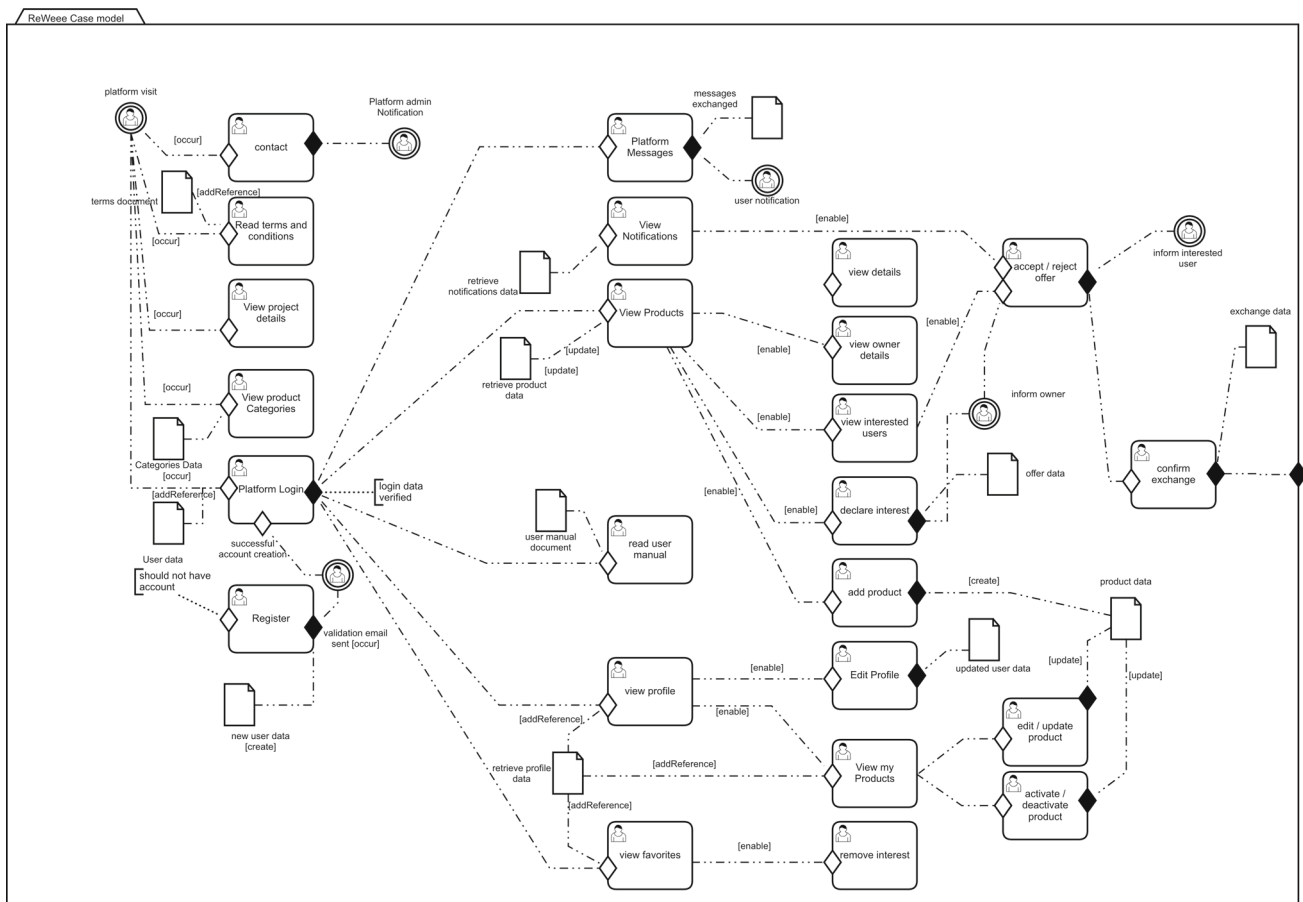 ReWeee Case model
platform visit
[occur]
contact
Platform admin
Notification
terms document
[addReference]
[occur]
Read terms and
conditions
[occur]
View project
details
[occur]
View product
Categories
Categories Data
[occur]
[addReference]
Platform Login
login data
verified
User data
successful
account creation
should not have
account
Register
validation email
sent [occur]
new user data
[create]
Platform
Messages
messages
exchanged
user notification
View
Notifications
retrieve
notifications data
[enable]
View Products
[update]
[update]
retrieve product
data
view details
[enable]
view owner
details
[enable]
view interested
users
[enable]
accept / reject
offer
inform interested
user
inform owner
exchange data
confirm
exchange
[enable]
[enable]
declare interest
offer data
user manual
document
read user
manual
add product
[create]
product data
[update]
[update]
view profile
[enable]
[enable]
Edit Profile
updated user data
[addReference]
retrieve profile
data
[addReference]
[addReference]
View my
Products
edit / update
product
activate /
deactivate
product
view favorites
[enable]
remove interest